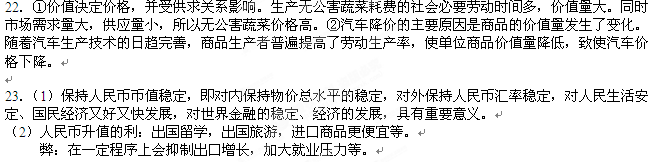 22. ①价值决定价格，并受供求关系影响。生产无公害蔬菜耗费的社会必要劳动时间多，价值量大。同时
市场需求量大，供应量小，所以无公害蔬菜价格高。②汽车降价的主要原因是商品的价值量发生了变化。
随着汽车生产技术的日趋完善，商品生产者普遍提高了劳动生产率，使单位商品价值量降低，致使汽车价
格下降。
23. （1）保持人民币币值稳定，即对内保持物价总水平的稳定，对外保持人民币汇率稳定，对人民生活安
定、国民经济又好又快发展，对世界金融的稳定、经济的发展，具有重要意义。
（2）人民币升值的利：出国留学，出国旅游，进口商品更便宜等。
弊：在一定程序上会抑制出口增长，加大就业压力等。